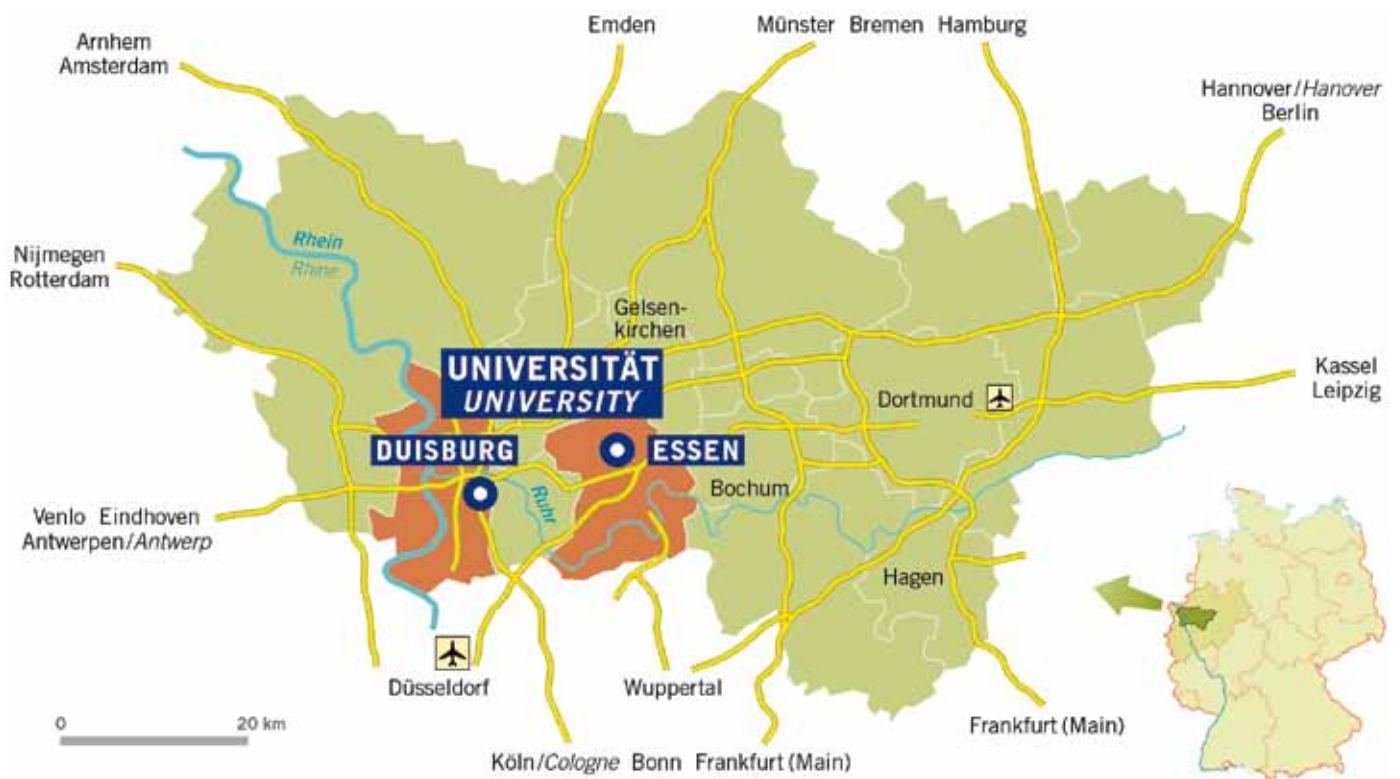 Emden
Münster Bremen Hamburg
Arnhem
Amsterdam
Hannover/Hanover
Berlin
Rhein
Rhine
Nijmegen
Rotterdam
Gelsen-
kirchen
UNIVERSITÄT
UNIVERSITY
Kassel
Leipzig
Dortmund
DUISBURG
ESSEN
Bochum
Ruhr
Venlo Eindhoven
Antwerpen/Antwerp
Hagen
Düsseldorf
Wuppertal
0 20 km
Frankfurt (Main)
Köln/Cologne Bonn Frankfurt (Main)